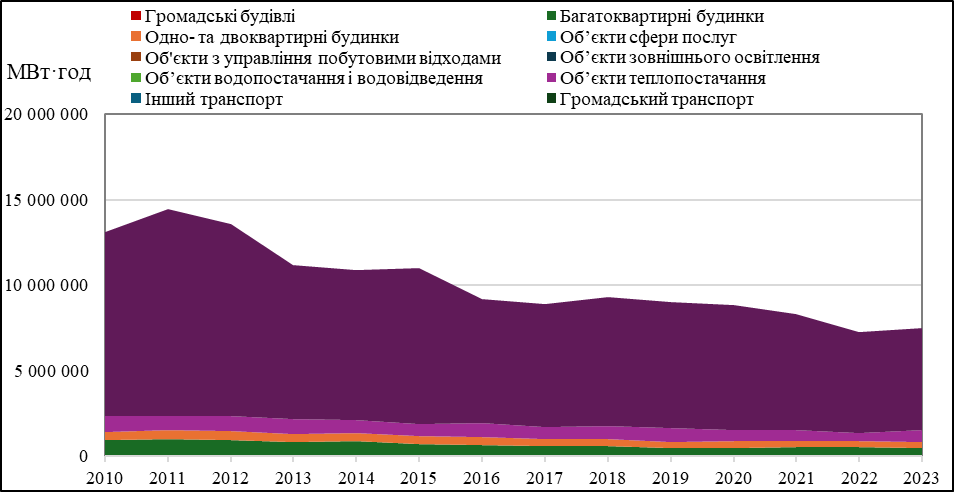 Громадські будівлі Багатоквартирні будинки
Одно- та двоквартирні будинки Об’єкти сфери послуг
Об'єкти з управління побутовими відходами Об’єкти зовнішнього освітлення
Об’єкти водопостачання і водовідведення Об’єкти теплопостачання
Інший транспорт Громадський транспорт
МВт·год
20 000 000
15 000 000
10 000 000
5 000 000
0
2010 2011 2012 2013 2014 2015 2016 2017 2018 2019 2020 2021 2022 2023